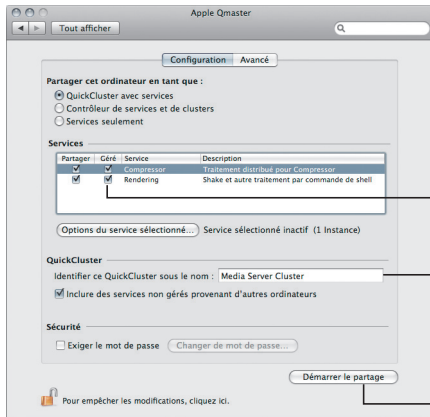 Apple Qmaster
Tout afficher
Configuration Avancé
Partager cet ordinateur en tant que :
QuickCluster avec services
Contrôleur de services et de clusters
Services seulement
Services
Partager Géré Service Description
Compressor Traitement distribué pour Compressor
Rendering Shake et autre traitement par commande de shell
Options du service sélectionné... Service sélectionné inactif (1 Instance)
QuickCluster
Identifier ce QuickCluster sous le nom : Media Server Cluster
Inclure des services non gérés provenant d'autres ordinateurs
Sécurité
Exiger le mot de passe Changer de mot de passe...
Démarrer le partage
Pour empêcher les modifications, cliquez ici.